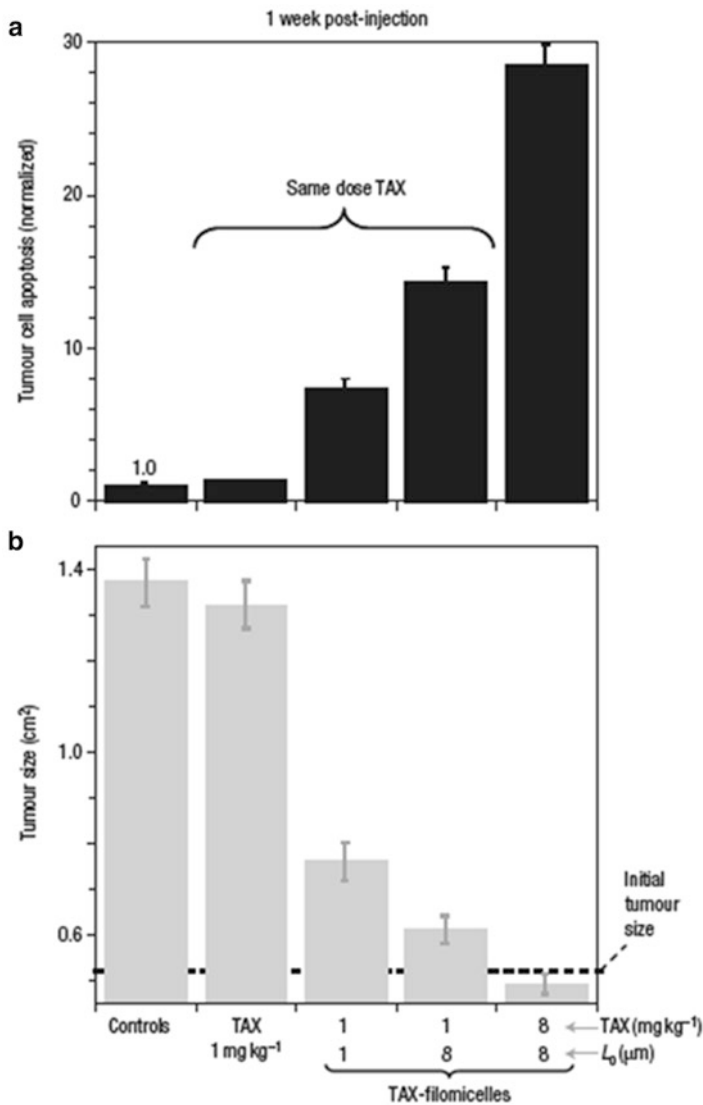 a
1 week post-injection
30
20
10
0
Tumour cell apoptosis (normalized)
Same dose TAX
1.0
b
1.4
1.0
0.6
Tumour size (cm²)
Initial
tumour
size
Controls
TAX
1 mg kg⁻¹
1 1 8 TAX (mg kg⁻¹)
1 8 8 L₀ (μm)
TAX-filomicelles